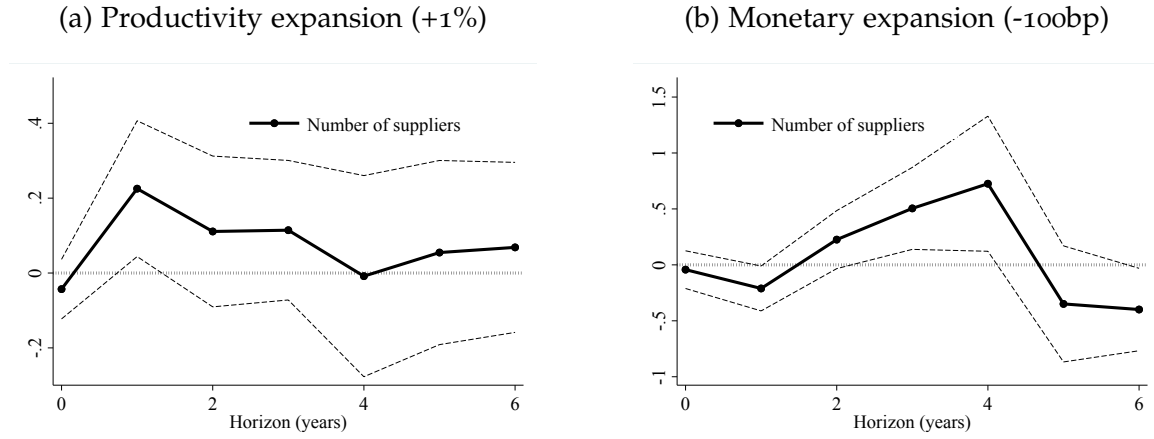 (a) Productivity expansion (+1%)
(b) Monetary expansion (-100bp)
.4
.2
0
-.2
Number of suppliers
0 2 4 6
Horizon (years)
1.5
1
.5
0
-.5
-1
Number of suppliers
0 2 4 6
Horizon (years)